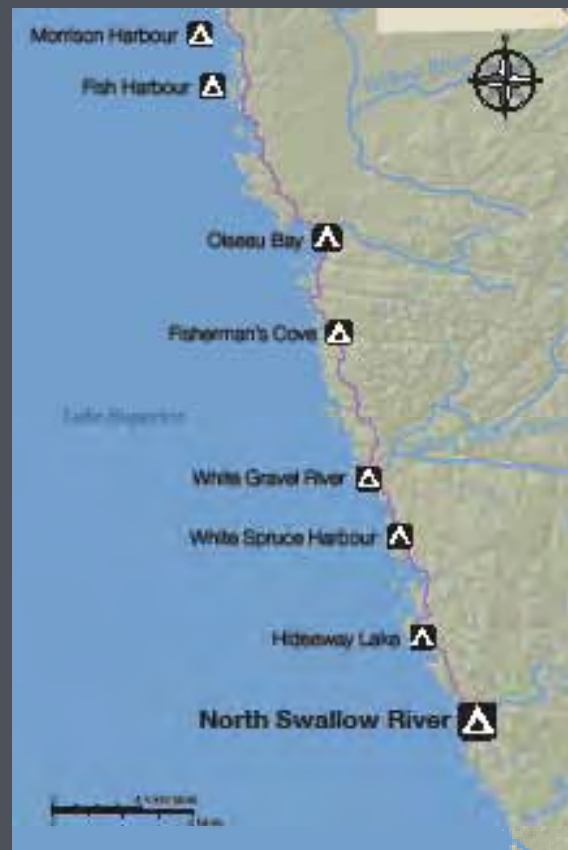 Morrison Harbour
Fish Harbour
Oiseau Bay
Fisherman's Cove
Lake Superior
White Gravel River
White Spruce Harbour
Hideaway Lake
North Swallow River